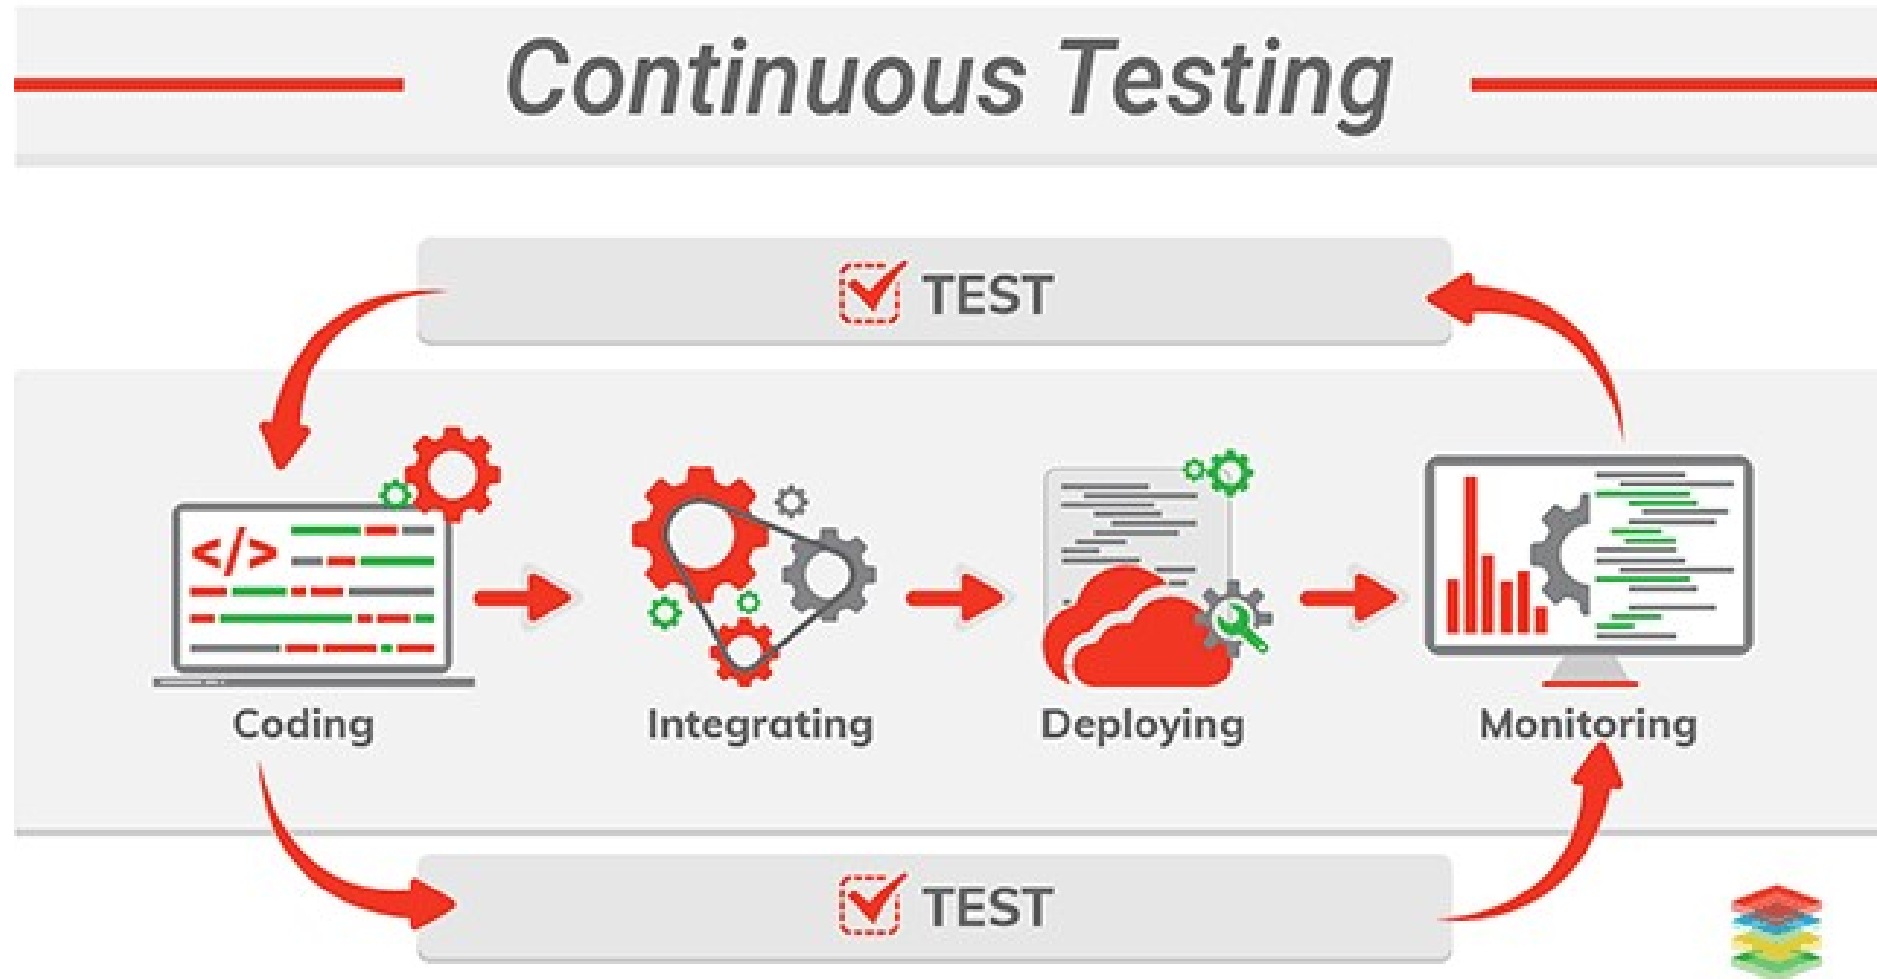 Continuous Testing
TEST
</>
Coding
Integrating
Deploying
Monitoring
TEST